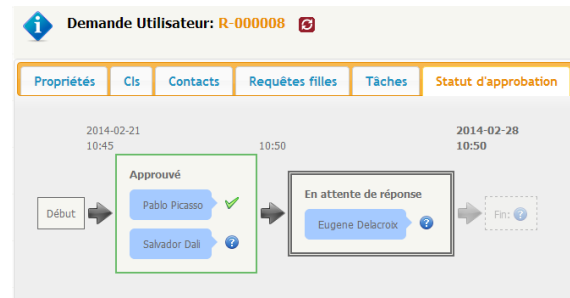 Demande Utilisateur: R-000008
Propriétés CIs Contacts Requêtes filles Tâches Statut d'approbation
2014-02-21
10:45
10:50
2014-02-28
10:50
Début
Approuvé
Pablo Picasso
Salvador Dali
En attente de réponse
Eugene Delacroix
Fin: